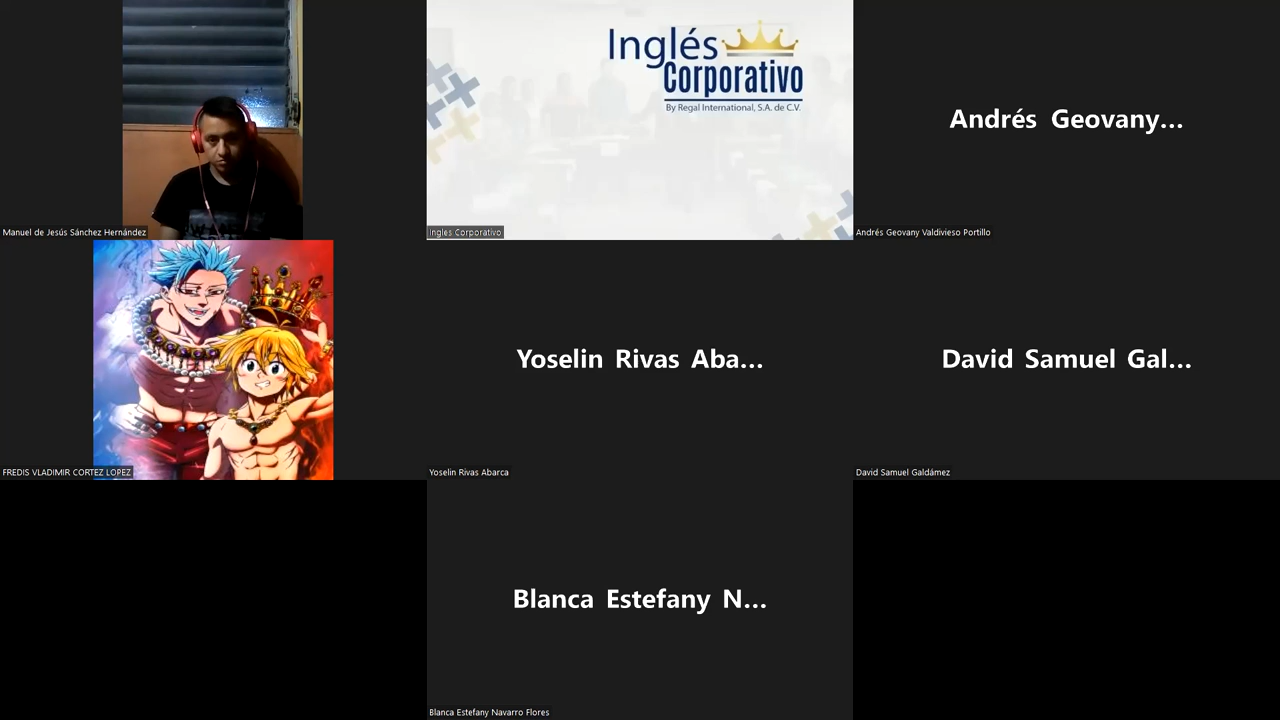 Inglés
Corporativo
By Regal International, S.A. de C.V.
Andrés Geovany...
Manuel de Jesús Sánchez Hernández
Ingles Corporativo
Andrés Geovany Valdivieso Portillo
Yoselin Rivas Aba...
David Samuel Gal...
FREDIS VLADIMIR CORTEZ LOPEZ
Yoselin Rivas Abarca
David Samuel Galdámez
Blanca Estefany N...
Blanca Estefany Navarro Flores